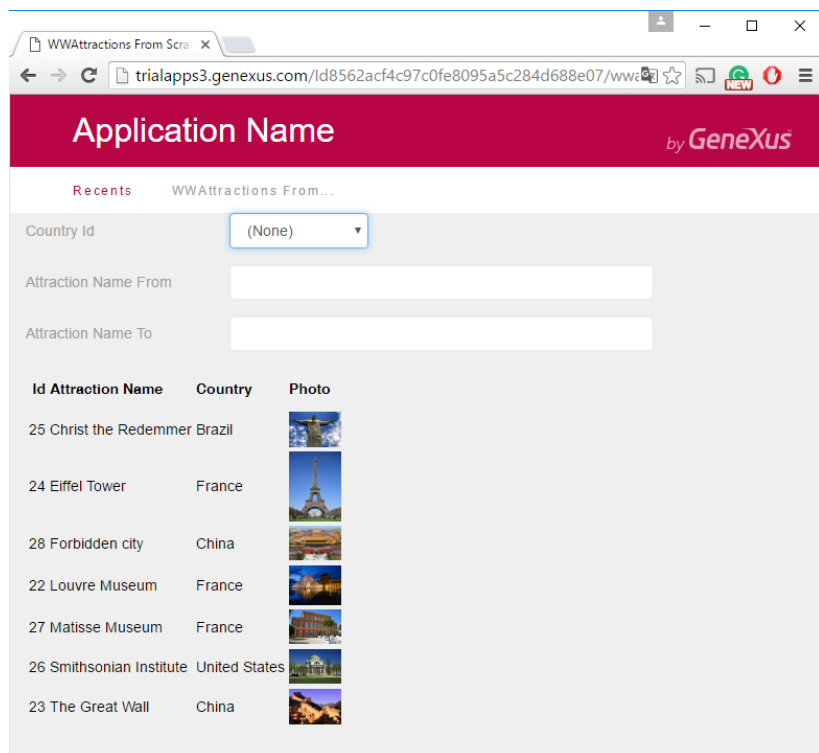 WWAttractions From Scra
trialapps3.genexus.com/Id8562acf4c97c0fe8095a5c284d688e07/wwa
NEW
Application Name
by GeneXus
Recents WWAttractions From...
Country Id (None)
Attraction Name From
Attraction Name To
Id Attraction Name Country Photo
25 Christ the Redemmer Brazil
24 Eiffel Tower France
28 Forbidden city China
22 Louvre Museum France
27 Matisse Museum France
26 Smithsonian Institute United States
23 The Great Wall China